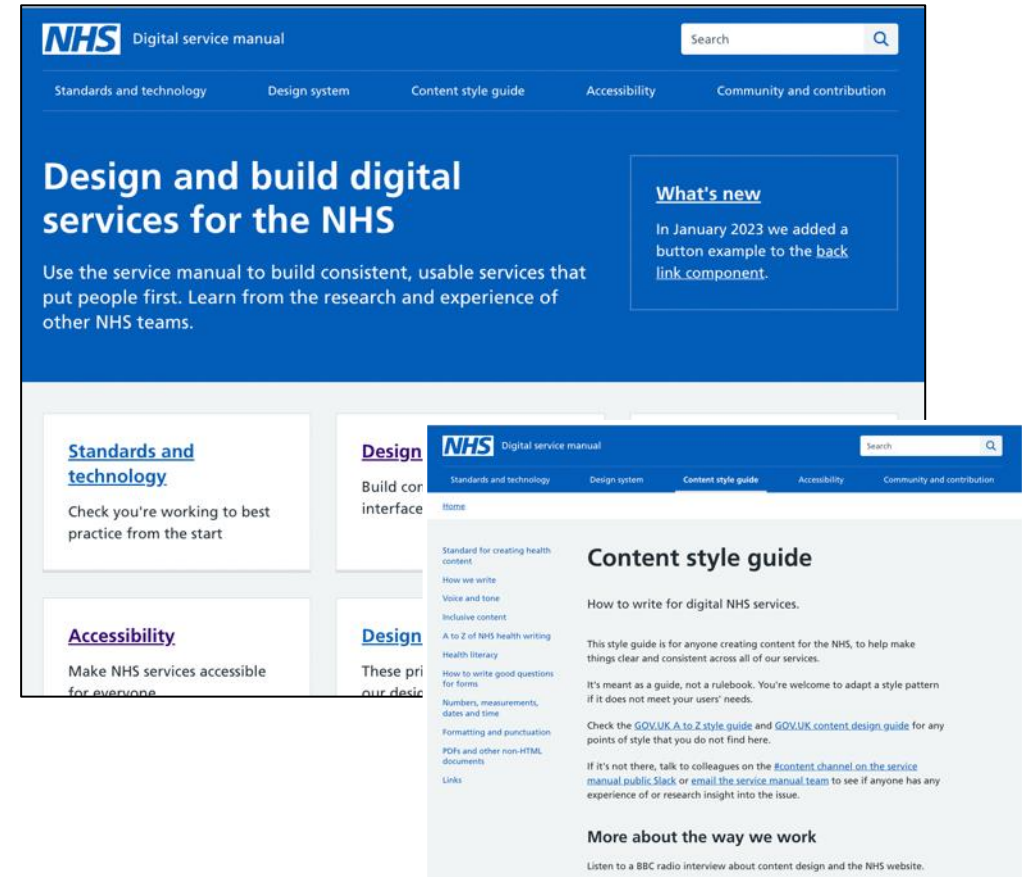 NHS Digital service manual
Search
Standards and technology Design system Content style guide Accessibility Community and contribution
Design and build digital
services for the NHS
Use the service manual to build consistent, usable services that
put people first. Learn from the research and experience of
other NHS teams.
What's new
In January 2023 we added a
button example to the back
link component.
Standards and
technology
Check you're working to best
practice from the start
Design
Build
interface
Accessibility
Make NHS services accessible
for everyone
Design
These
our
NHS Digital service manual
Search
Standards and technology Design system Content style guide Accessibility Community and contribution
Home
Standard for creating health
content
How we write
Voice and tone
Inclusive content
A to Z of NHS health writing
Health literacy
How to write good questions
for forms
Numbers, measurements,
dates and time
Formatting and punctuation
PDFs and other non-HTML
documents
Links
Content style guide
How to write for digital NHS services.
This style guide is for anyone creating content for the NHS, to help make
things clear and consistent across all of our services.
It's meant as a guide, not a rulebook. You're welcome to adapt a style pattern
if it does not meet your users' needs.
Check the GOV.UK A to Z style guide and GOV.UK content design guide for any
points of style that you do not find here.
If it's not there, talk to colleagues on the #content channel on the service
manual public Slack or email the service manual team to see if anyone has any
experience of or research insight into the issue.
More about the way we work
Listen to a BBC radio interview about content design and the NHS website.